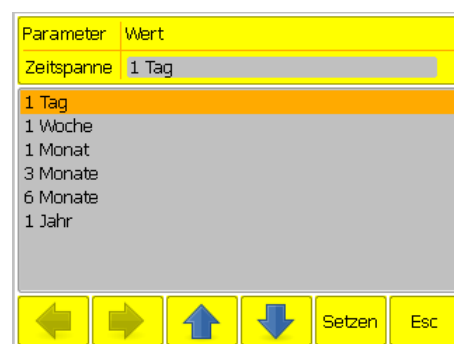 Parameter Wert
Zeitspanne 1 Tag
1 Tag
1 Woche
1 Monat
3 Monate
6 Monate
1 Jahr
Setzen Esc